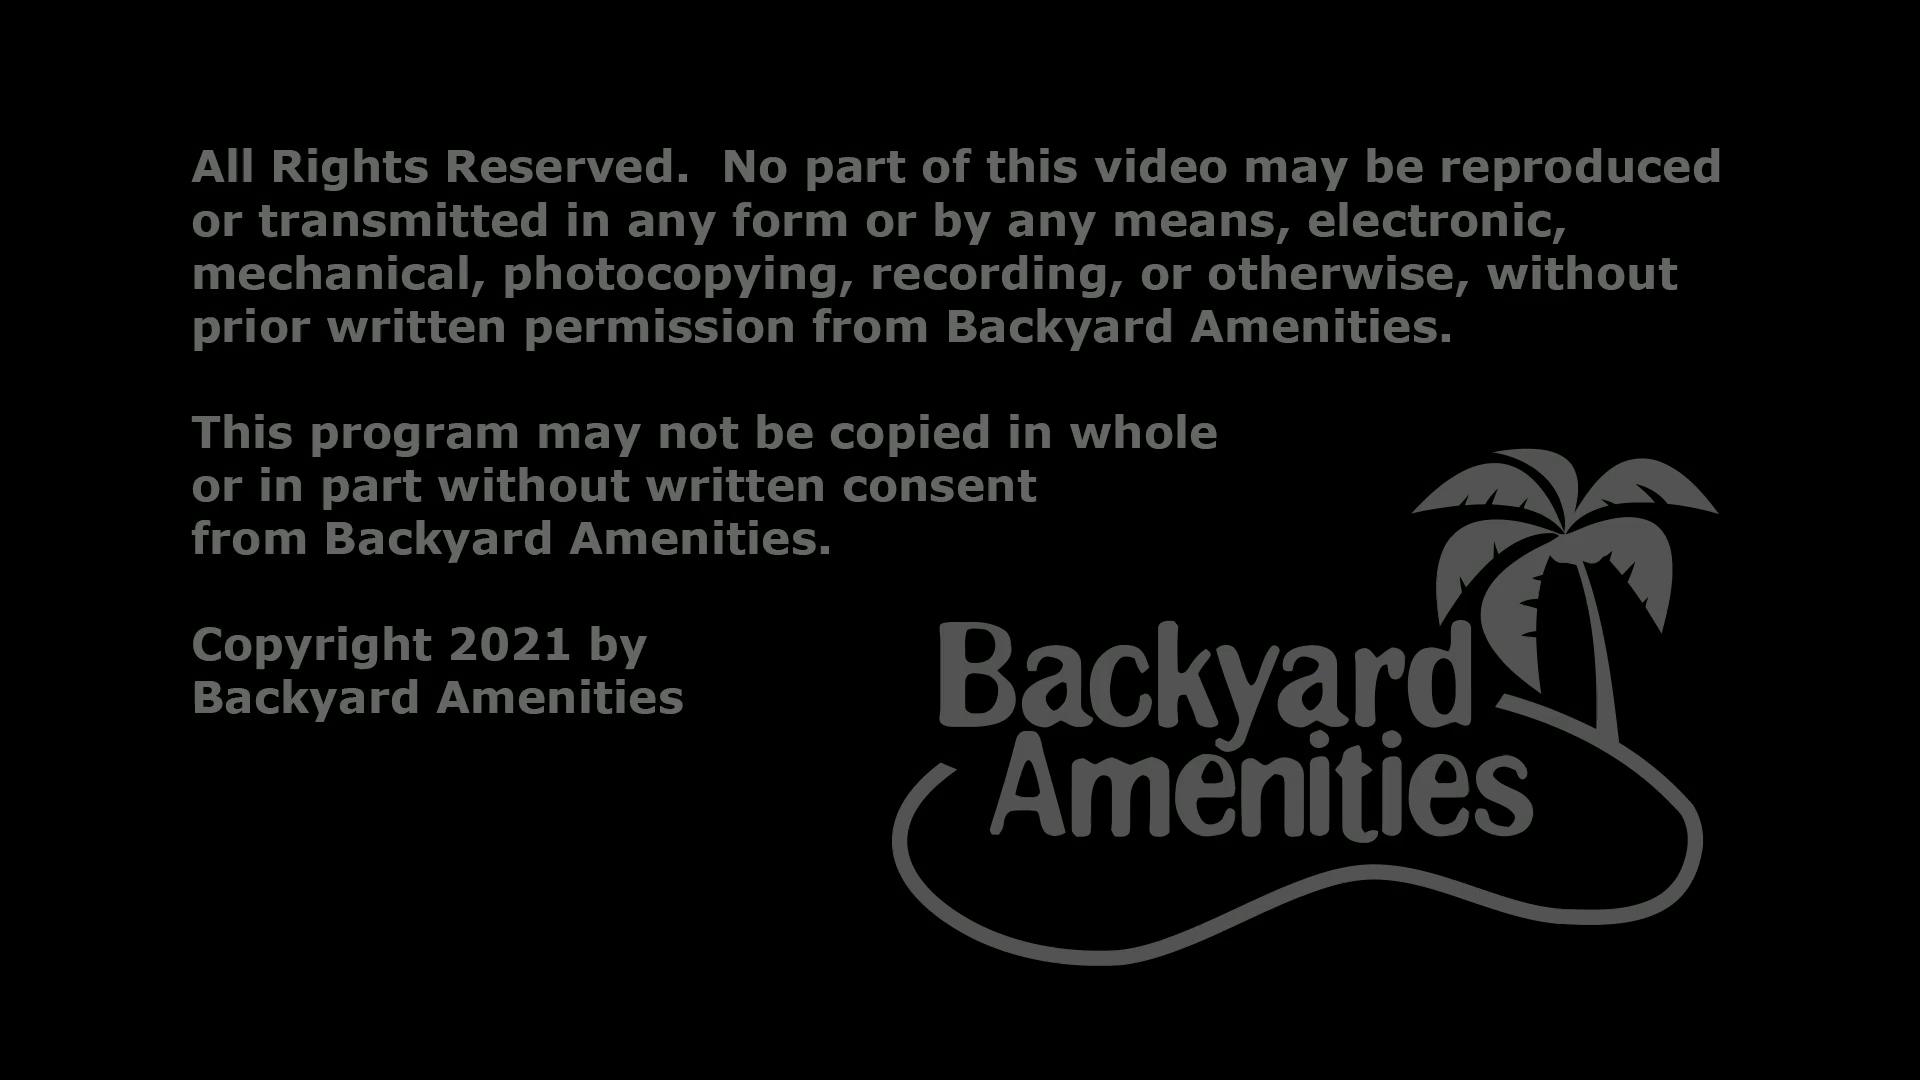 All Rights Reserved.  No part of this video may be reproduced
or transmitted in any form or by any means, electronic,
mechanical, photocopying, recording, or otherwise, without
prior written permission from Backyard Amenities.
This program may not be copied in whole
or in part without written consent
from Backyard Amenities.
Copyright 2021 by
Backyard Amenities
Backyard
Amenities